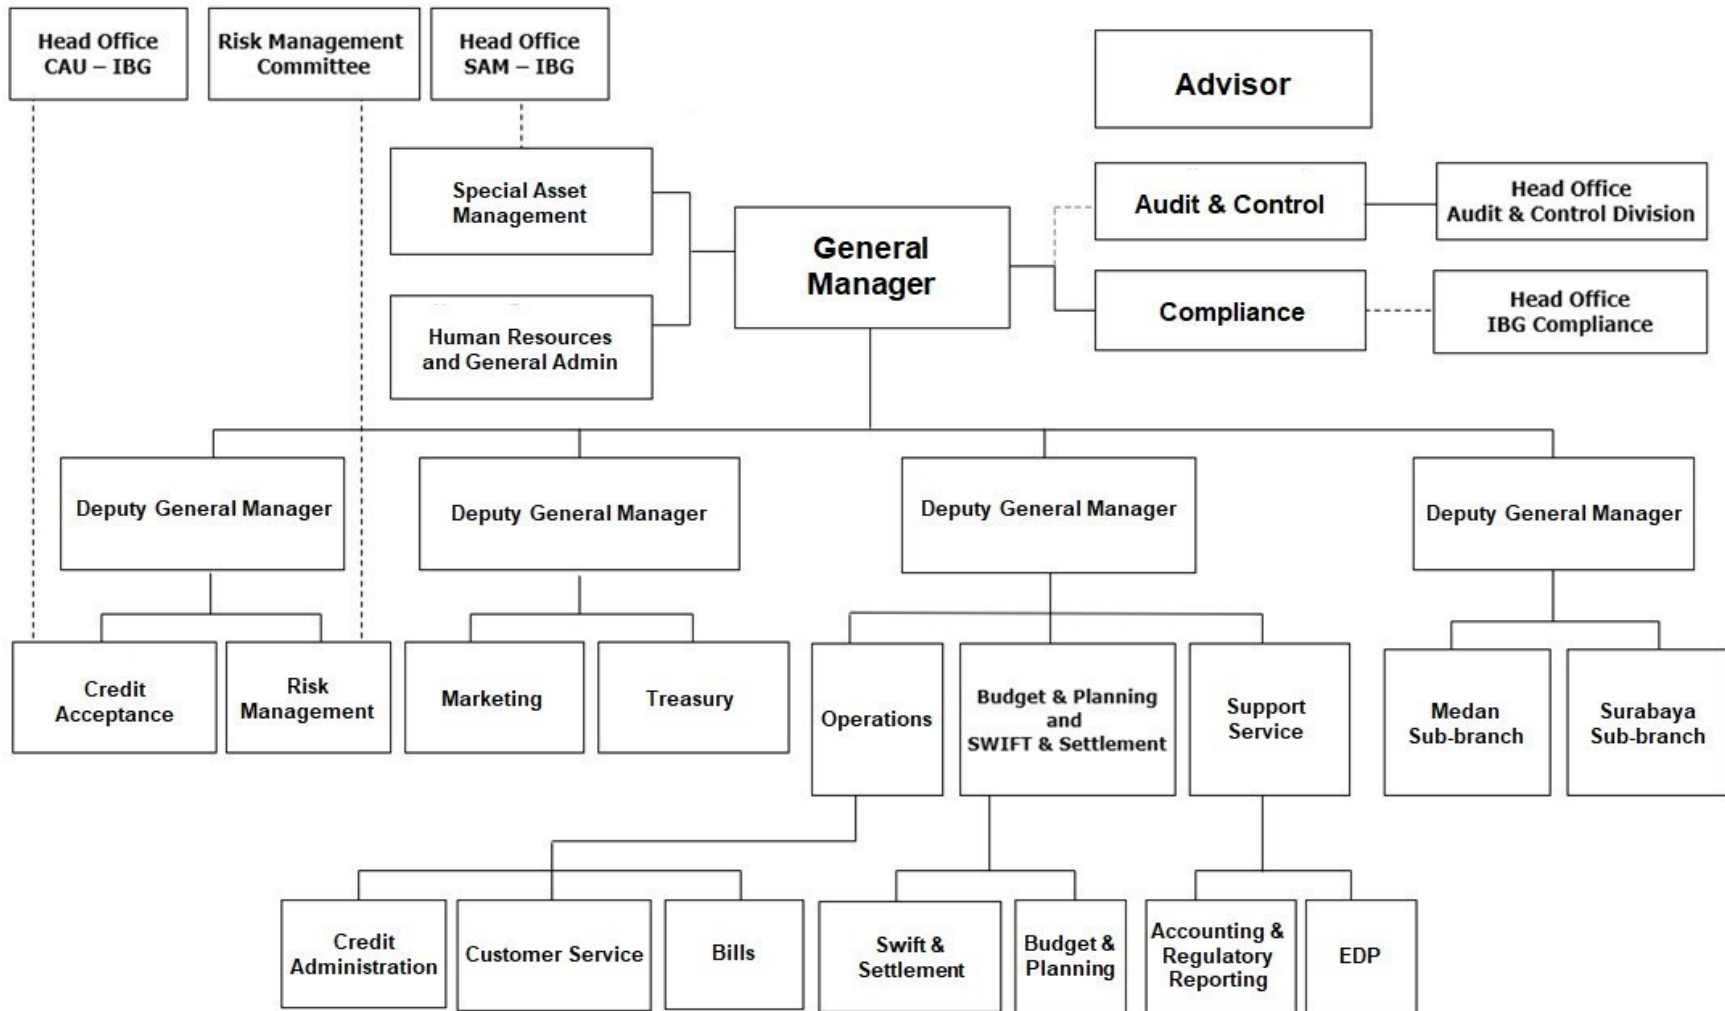 Head Office
CAU – IBG
Risk Management
Committee
Head Office
SAM – IBG
Advisor
Special Asset
Management
Audit & Control
Head Office
Audit & Control Division
General
Manager
Compliance
Head Office
IBG Compliance
Human Resources
and General Admin
Deputy General Manager
Deputy General Manager
Deputy General Manager
Deputy General Manager
Credit
Acceptance
Risk
Management
Marketing
Treasury
Operations
Budget & Planning
and
SWIFT & Settlement
Support
Service
Medan
Sub-branch
Surabaya
Sub-branch
Credit
Administration
Customer Service
Bills
Swift &
Settlement
Budget &
Planning
Accounting &
Regulatory
Reporting
EDP